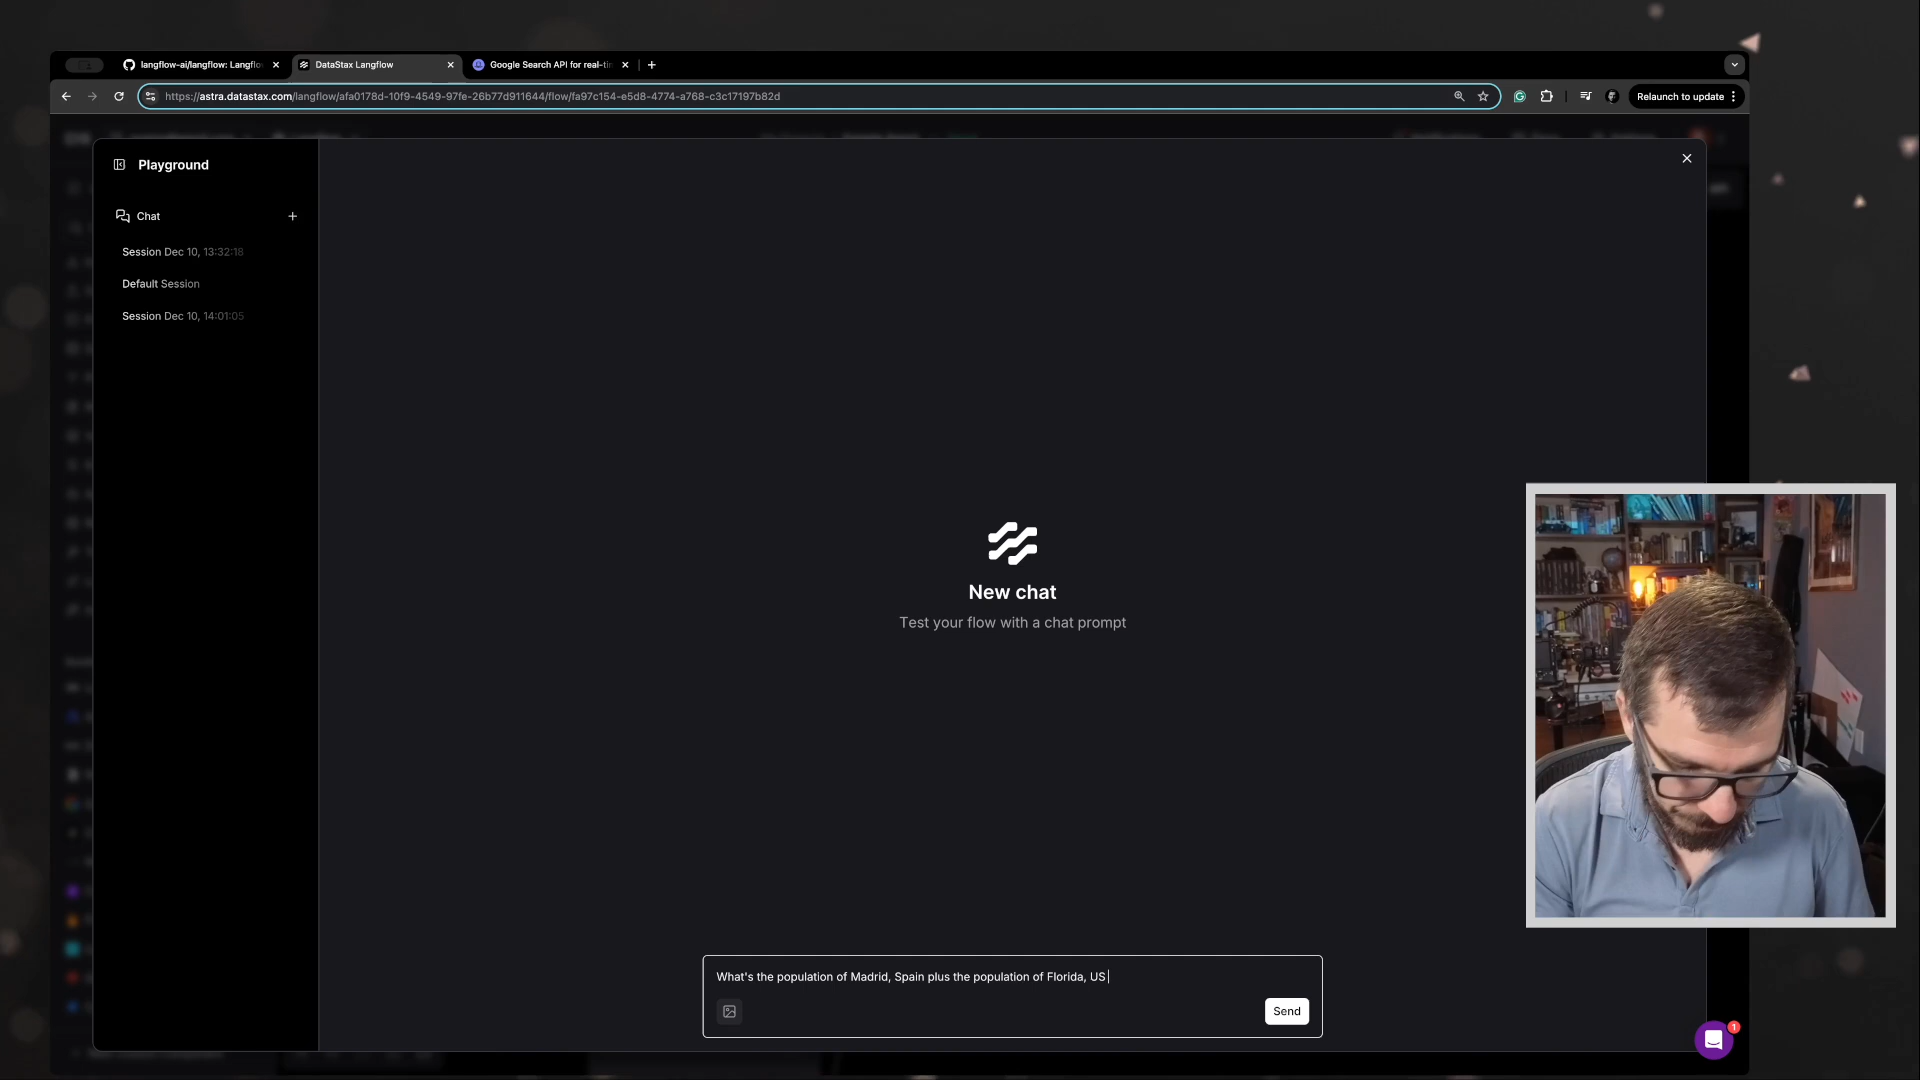 langflow-ai/langflow: Langflo
DataStax Langflow
Google Search API for real-tin
https://astra.datastax.com/langflow/afa0178d-10f9-4549-97fe-26b77d911644/flow/fa97c154-e5d8-4774-a768-c3c17197b82d
Relaunch to update
Playground
Chat
Session Dec 10, 13:32:18
Default Session
Session Dec 10, 14:01:05
New chat
Test your flow with a chat prompt
What's the population of Madrid, Spain plus the population of Florida, US
Send
1